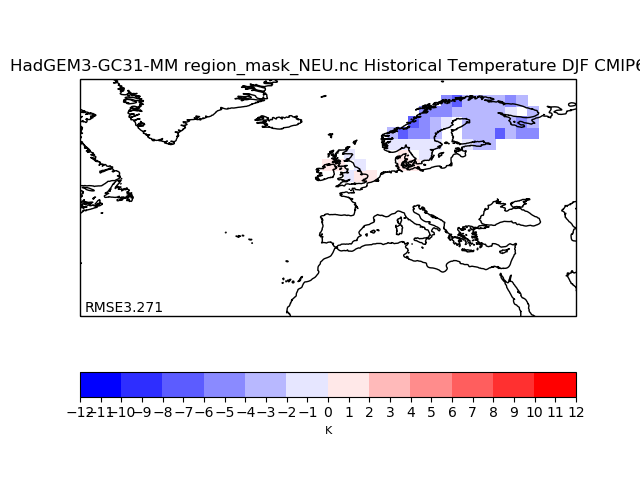 HadGEM3-GC31-MM region_mask_NEU.nc Historical Temperature DJF CMIP6
RMSE3.271
−12 −11 −10 −9 −8 −7 −6 −5 −4 −3 −2 −1 0 1 2 3 4 5 6 7 8 9 10 11 12
K